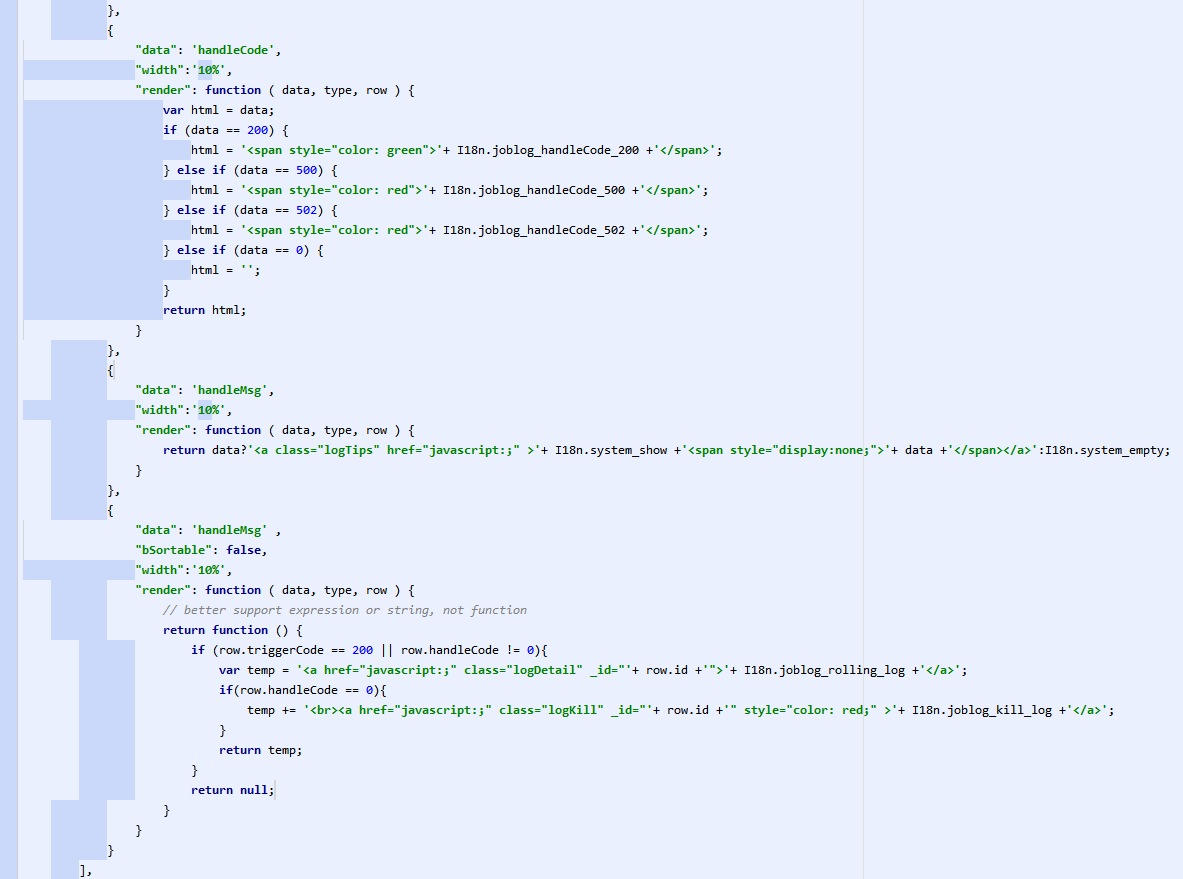 },
{
"data": 'handleCode',
"width":'10%',
"render": function ( data, type, row ) {
var html = data;
if (data == 200) {
html = '<span style="color: green">'+ I18n.joblog_handleCode_200 +'</span>';
} else if (data == 500) {
html = '<span style="color: red">'+ I18n.joblog_handleCode_500 +'</span>';
} else if (data == 502) {
html = '<span style="color: red">'+ I18n.joblog_handleCode_502 +'</span>';
} else if (data == 0) {
html = '';
}
return html;
}
},
{
"data": 'handleMsg',
"width":'10%',
"render": function ( data, type, row ) {
return data?'<a class="logTips" href="javascript:;" >'+ I18n.system_show +'<span style="display:none;">'+ data +'</span></a>':I18n.system_empty;
}
},
{
"data": 'handleMsg' ,
"bSortable": false,
"width":'10%',
"render": function ( data, type, row ) {
// better support expression or string, not function
return function () {
if (row.triggerCode == 200 || row.handleCode != 0){
var temp = '<a href="javascript:;" class="logDetail" _id="'+ row.id +'">'+ I18n.joblog_rolling_log +'</a>';
if(row.handleCode == 0){
temp += '<br><a href="javascript:;" class="logKill" _id="'+ row.id +'" style="color: red;" >'+ I18n.joblog_kill_log +'</a>';
}
return temp;
}
return null;
}
}
}
],